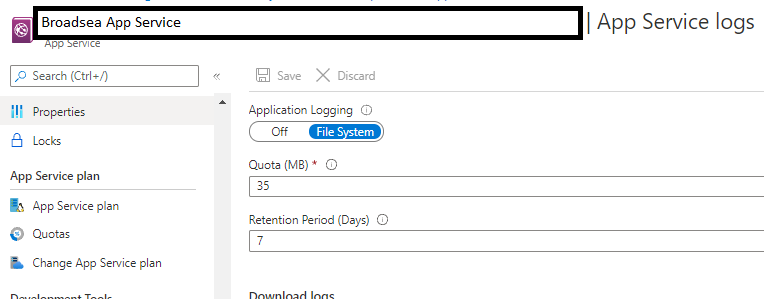 Broadsea App Service
| App Service logs
App Service
Search (Ctrl+/)
«
Save
Discard
Properties
Locks
App Service plan
App Service plan
Quotas
Change App Service plan
Development Tools
Application Logging
Off
File System
Quota (MB) *
35
Retention Period (Days)
7
Download logs